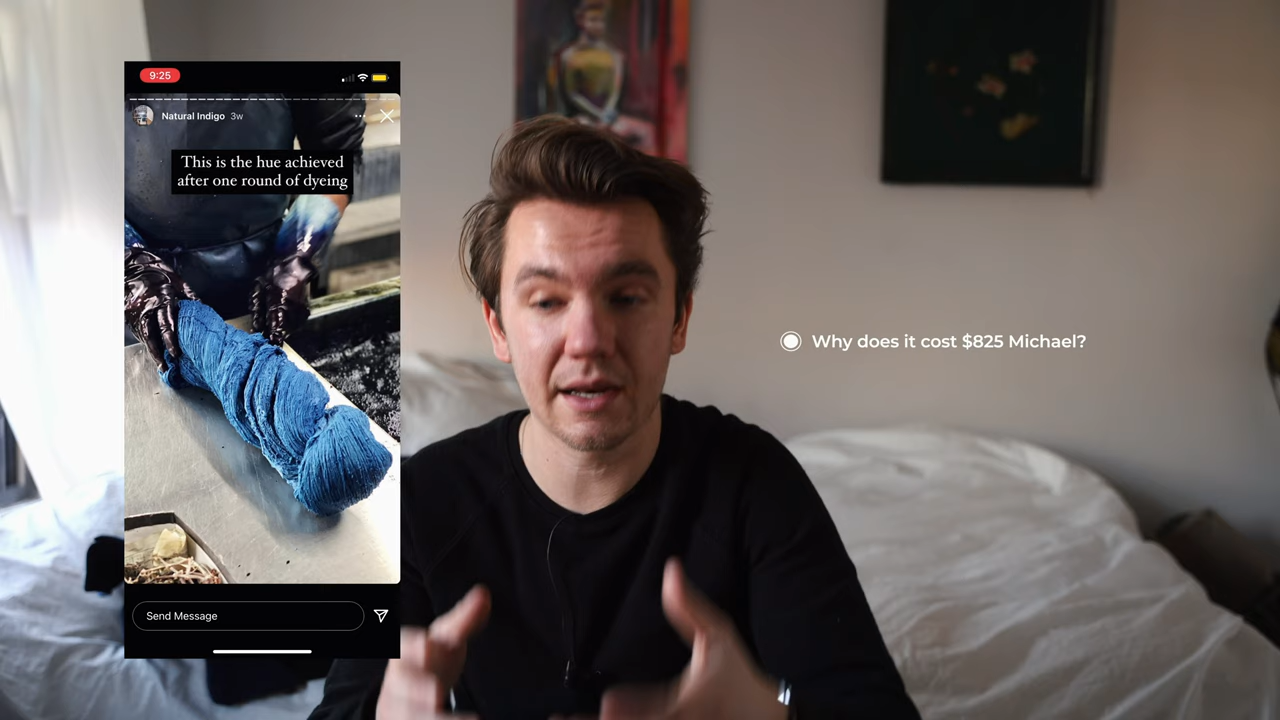 9:25
Natural Indigo 3w
This is the hue achieved
after one round of dyeing
Send Message
Why does it cost $825 Michael?